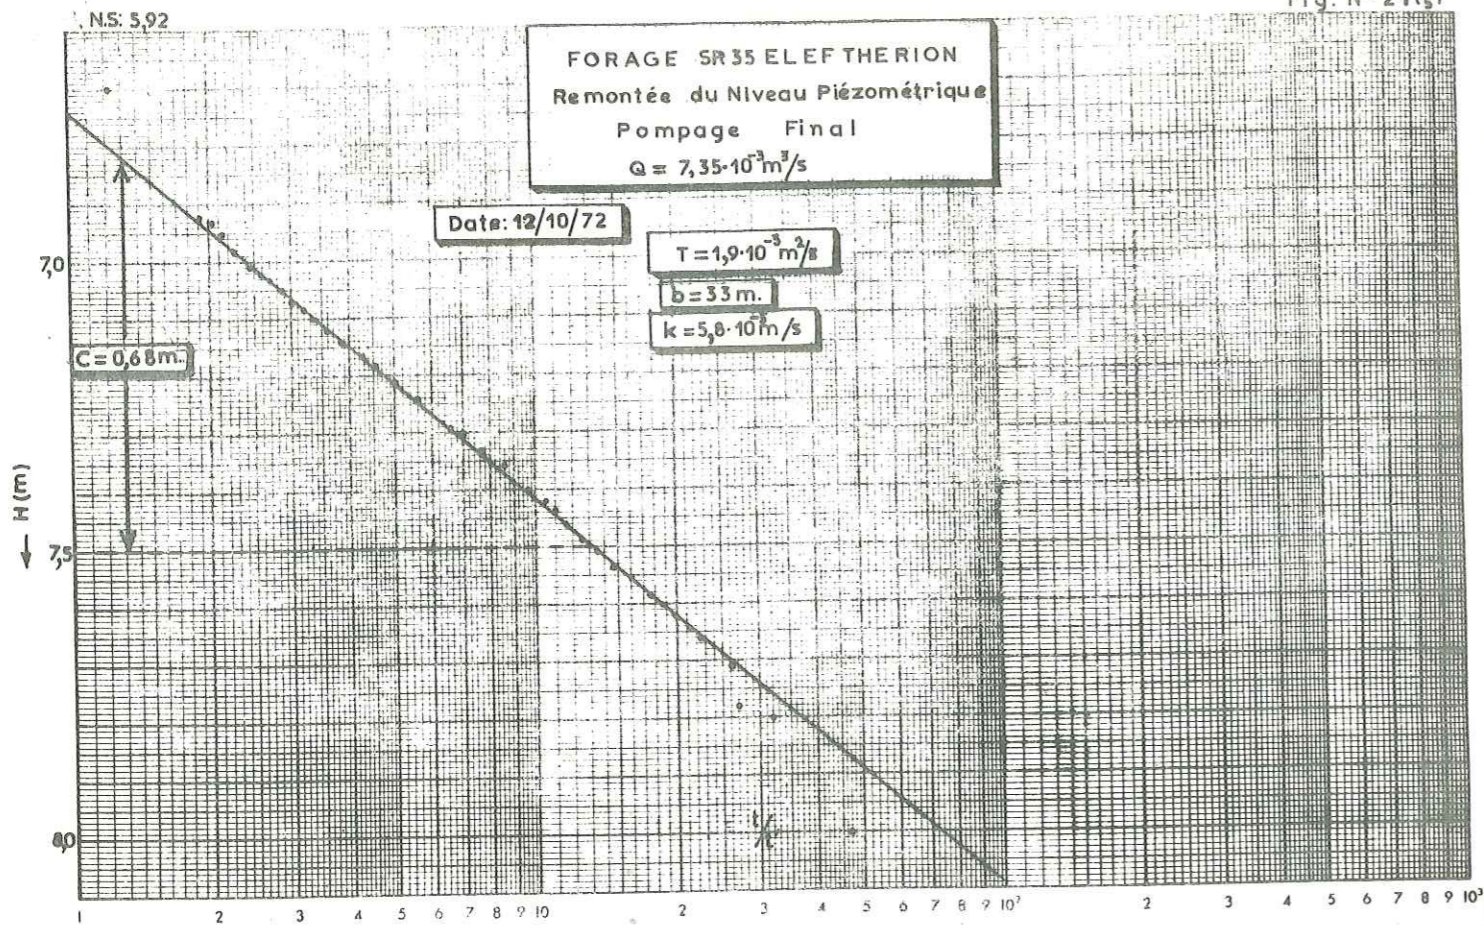 N.S: 5,92
FORAGE SR 35 ELEFTHERION
Remontée du Niveau Piézométrique
Pompage Final
Q = 7,35·10⁻³m³/s
Date: 12/10/72
T = 1,9·10⁻³m²/s
b = 33 m.
k = 5,8·10⁻⁵m/s
7,0
C = 0,68m.
H (m)
7,5
8,0
1 2 3 4 5 6 7 8 9 10 2 3 4 5 6 7 8 9 10² 2 3 4 5 6 7 8 9 10³